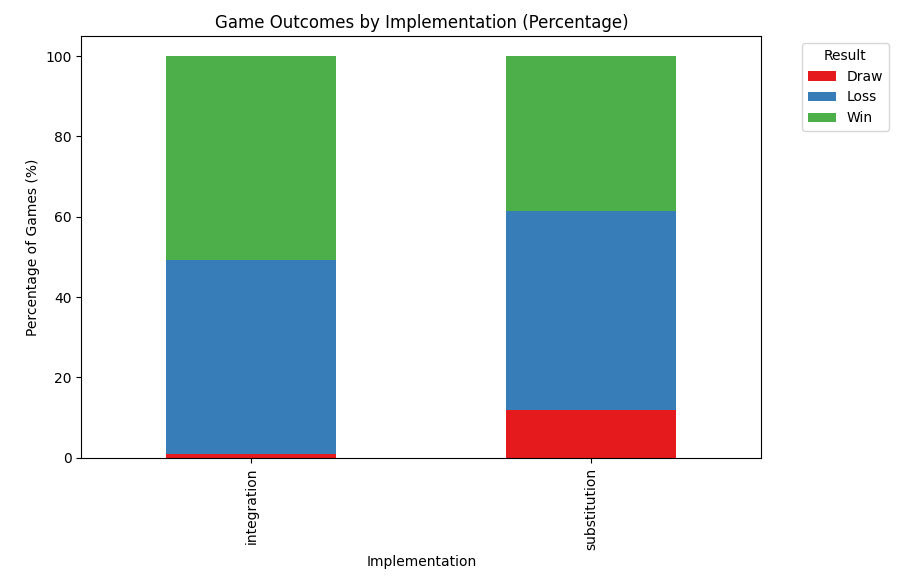 Game Outcomes by Implementation (Percentage)
Result
Draw
Loss
Win
Percentage of Games (%)
100
80
60
40
20
0
integration
substitution
Implementation